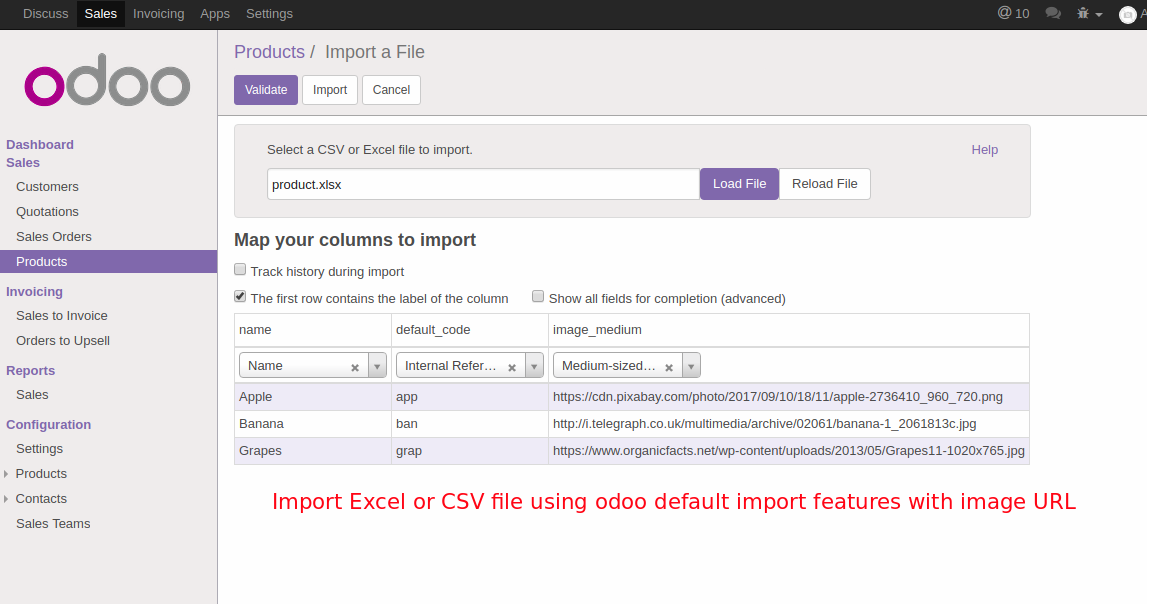 Discuss Sales Invoicing Apps Settings @ 10 A
odoo
Products / Import a File
Validate Import Cancel
Dashboard
Sales
Customers
Quotations
Sales Orders
Products
Invoicing
Sales to Invoice
Orders to Upsell
Reports
Sales
Configuration
Settings
Products
Contacts
Sales Teams
Select a CSV or Excel file to import. Help
product.xlsx Load File Reload File
Map your columns to import
Track history during import
The first row contains the label of the column Show all fields for completion (advanced)
name default_code image_medium
Name Internal Refer... Medium-sized...
Apple app https://cdn.pixabay.com/photo/2017/09/10/18/11/apple-2736410_960_720.png
Banana ban http://i.telegraph.co.uk/multimedia/archive/02061/banana-1_2061813c.jpg
Grapes grap https://www.organicfacts.net/wp-content/uploads/2013/05/Grapes11-1020x765.jpg
Import Excel or CSV file using odoo default import features with image URL